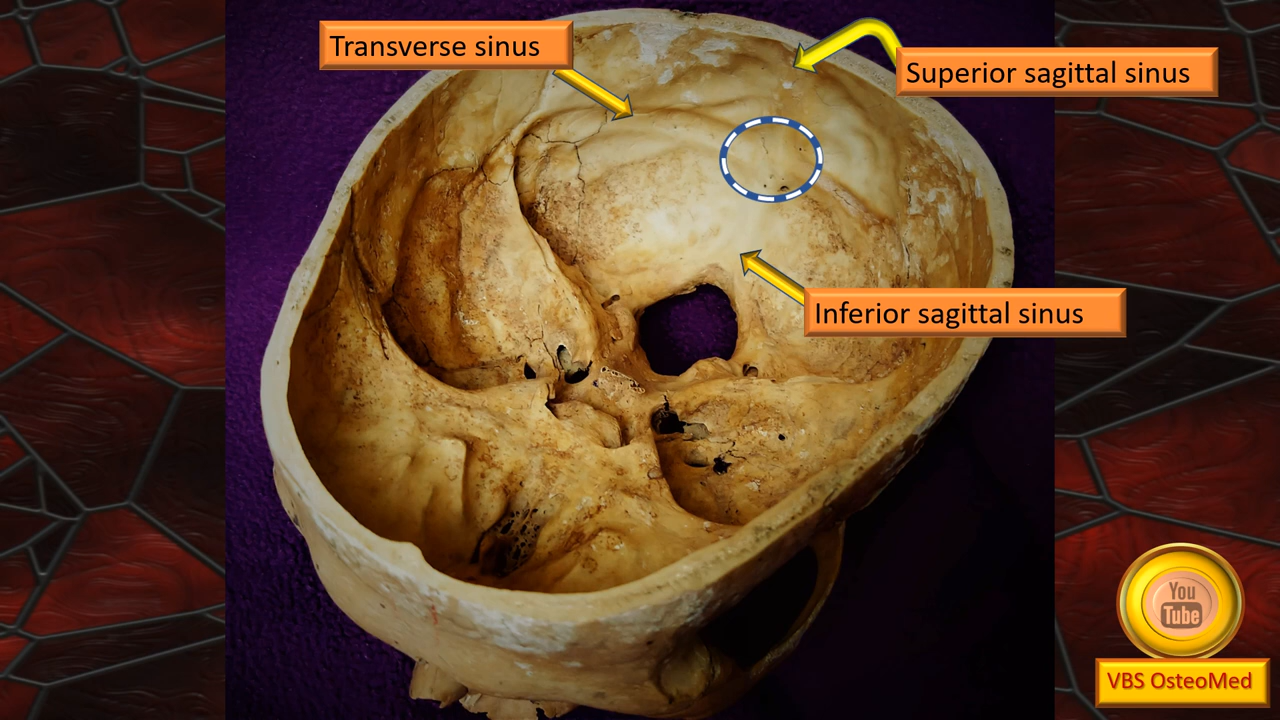 Transverse sinus
Superior sagittal sinus
Inferior sagittal sinus
You
Tube
VBS OsteoMed